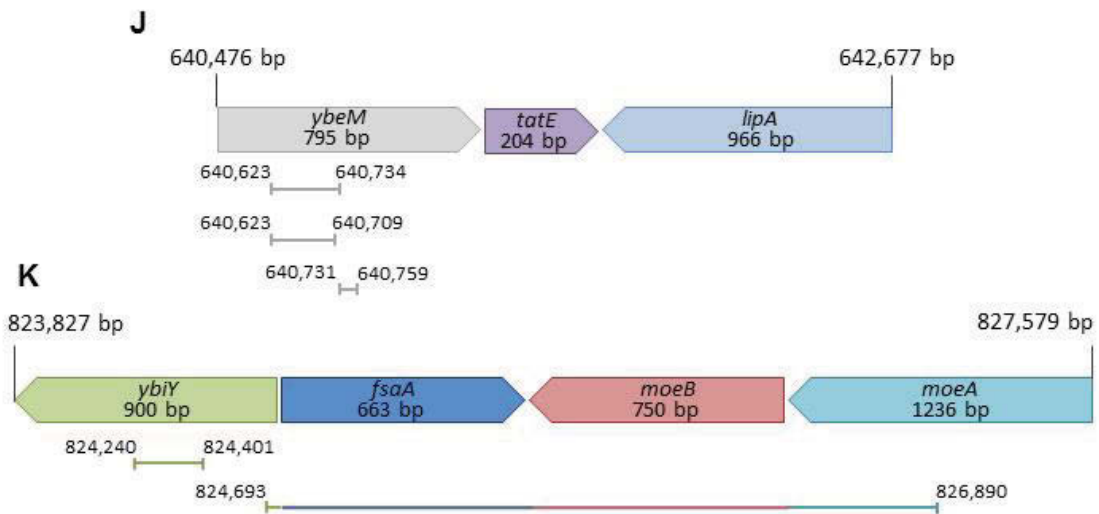 J
640,476 bp 642,677 bp
ybeM tatE lipA
795 bp 204 bp 966 bp
640,623 640,734
640,623 640,709
640,731 640,759
K
823,827 bp 827,579 bp
ybiY fsaA moeB moeA
900 bp 663 bp 750 bp 1236 bp
824,240 824,401
824,693 826,890